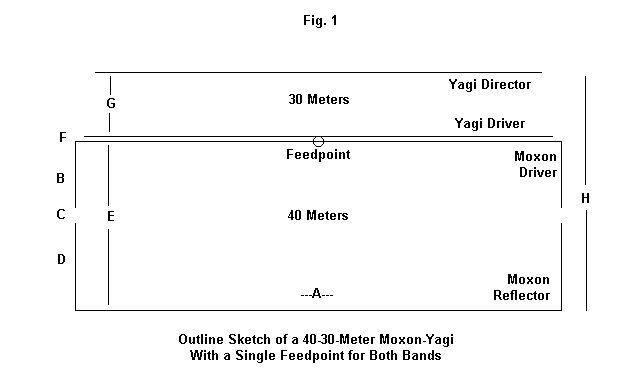 Fig. 1
Yagi Director
G
30 Meters
Yagi Driver
F
Feedpoint
Moxon
Driver
B
H
C
E
40 Meters
D
Moxon
Reflector
---A---
Outline Sketch of a 40-30-Meter Moxon-Yagi
With a Single Feedpoint for Both Bands